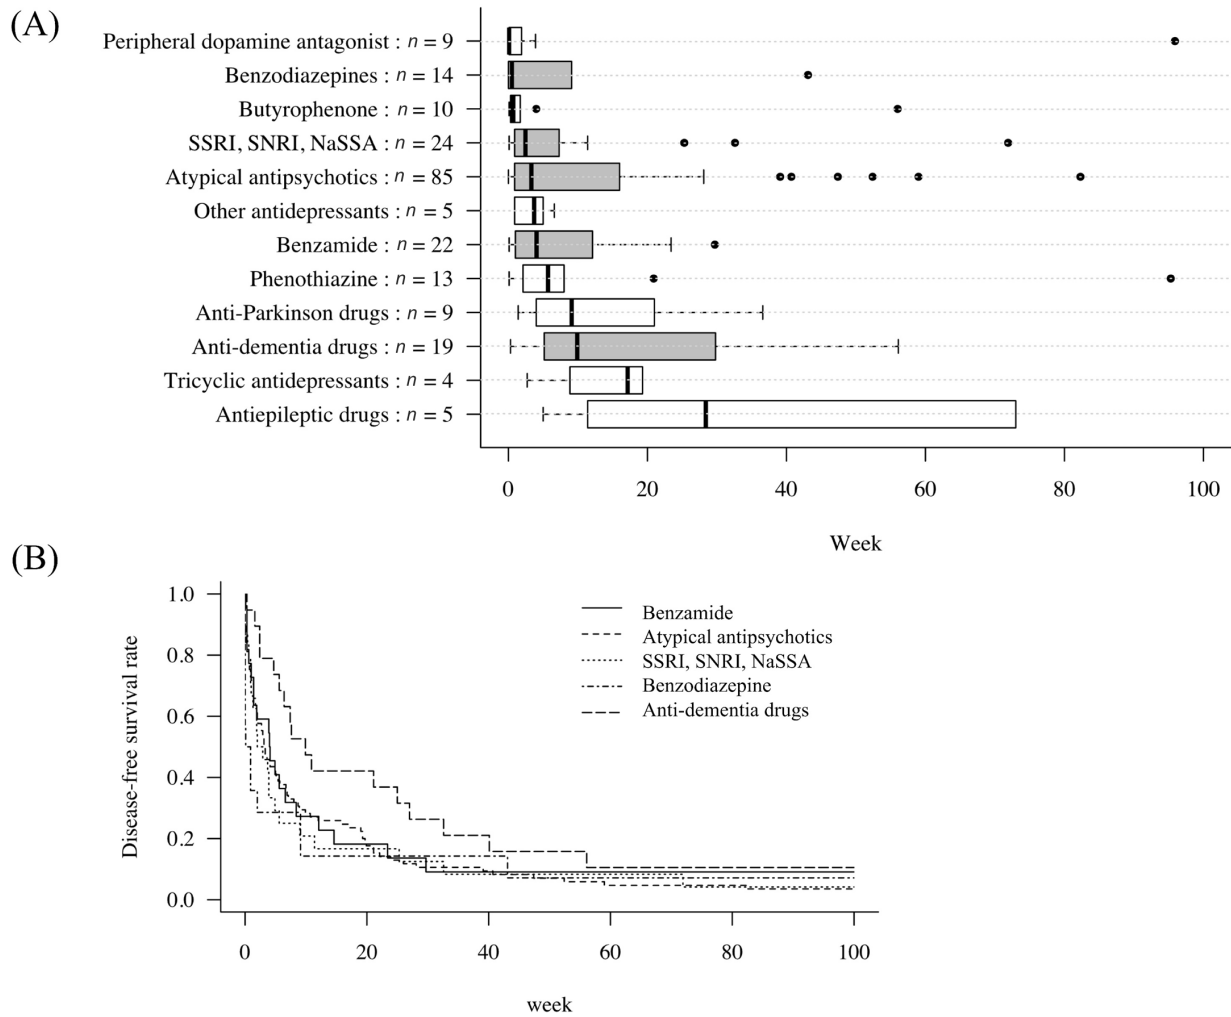 (A)
Peripheral dopamine antagonist : n = 9
Benzodiazepines : n = 14
Butyrophenone : n = 10
SSRI, SNRI, NaSSA : n = 24
Atypical antipsychotics : n = 85
Other antidepressants : n = 5
Benzamide : n = 22
Phenothiazine : n = 13
Anti-Parkinson drugs : n = 9
Anti-dementia drugs : n = 19
Tricyclic antidepressants : n = 4
Antiepileptic drugs : n = 5
0 20 40 60 80 100
Week
(B)
Disease-free survival rate
1.0
0.8
0.6
0.4
0.2
0.0
Benzamide
Atypical antipsychotics
SSRI, SNRI, NaSSA
Benzodiazepine
Anti-dementia drugs
0 20 40 60 80 100
week